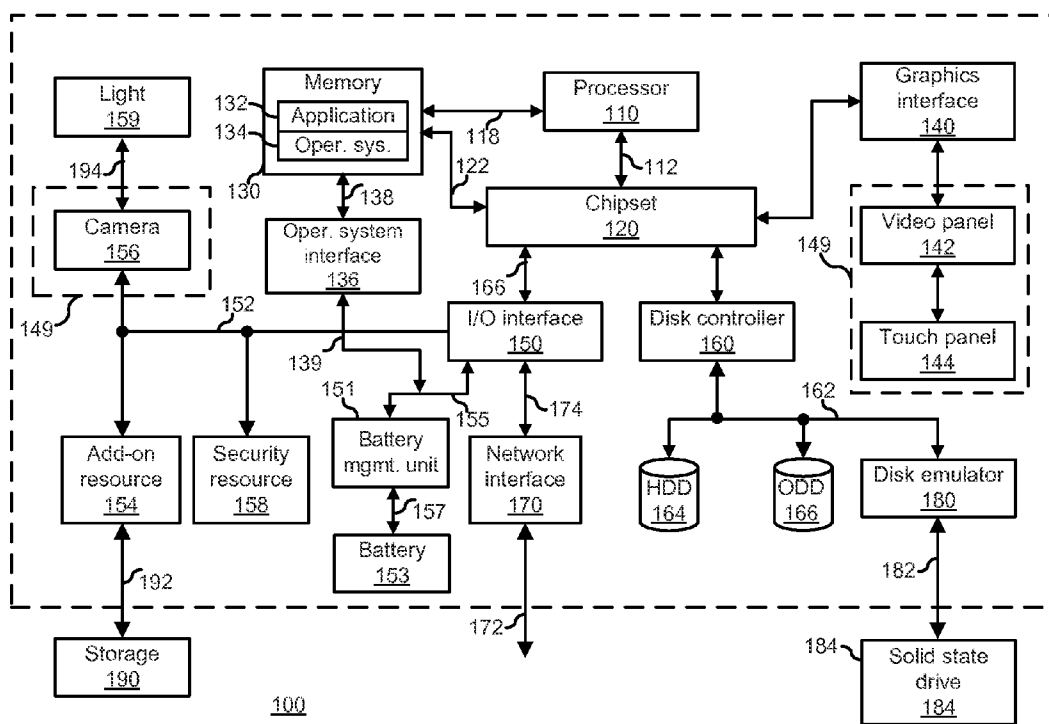 Light
159
194
Camera
156
149
Memory
132
Application
134
Oper. sys.
130
138
Oper. system
interface
136
118
122
Processor
110
112
Chipset
120
166
Graphics
interface
140
149
Video panel
142
Touch panel
144
152
139
I/O interface
150
155
174
Disk controller
160
162
Add-on
resource
154
Security
resource
158
151
Battery
mgmt. unit
157
Battery
153
Network
interface
170
HDD
164
ODD
166
Disk emulator
180
182
192
172
Storage
190
184
Solid state
drive
184
100